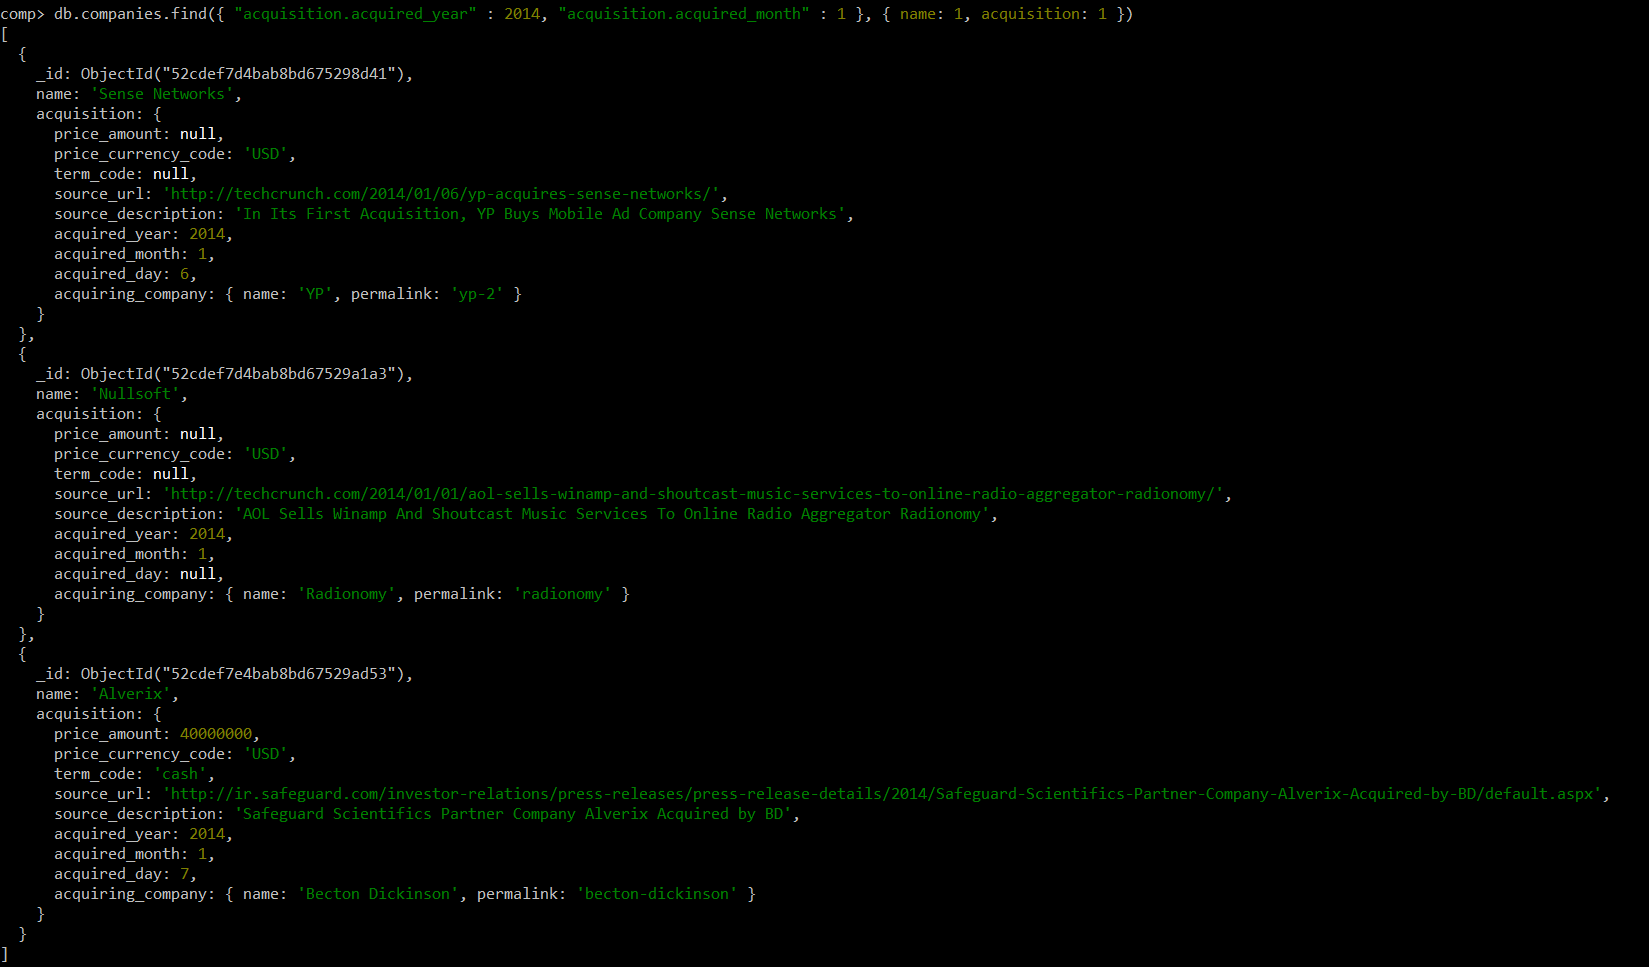 comp> db.companies.find({ "acquisition.acquired_year" : 2014, "acquisition.acquired_month" : 1 }, { name: 1, acquisition: 1 })
[
  {
    _id: ObjectId("52cdef7d4bab8bd675298d41"),
    name: 'Sense Networks',
    acquisition: {
      price_amount: null,
      price_currency_code: 'USD',
      term_code: null,
      source_url: 'http://techcrunch.com/2014/01/06/yp-acquires-sense-networks/',
      source_description: 'In Its First Acquisition, YP Buys Mobile Ad Company Sense Networks',
      acquired_year: 2014,
      acquired_month: 1,
      acquired_day: 6,
      acquiring_company: { name: 'YP', permalink: 'yp-2' }
    }
  },
  {
    _id: ObjectId("52cdef7d4bab8bd67529a1a3"),
    name: 'Nullsoft',
    acquisition: {
      price_amount: null,
      price_currency_code: 'USD',
      term_code: null,
      source_url: 'http://techcrunch.com/2014/01/01/aol-sells-winamp-and-shoutcast-music-services-to-online-radio-aggregator-radionomy/',
      source_description: 'AOL Sells Winamp And Shoutcast Music Services To Online Radio Aggregator Radionomy',
      acquired_year: 2014,
      acquired_month: 1,
      acquired_day: null,
      acquiring_company: { name: 'Radionomy', permalink: 'radionomy' }
    }
  },
  {
    _id: ObjectId("52cdef7e4bab8bd67529ad53"),
    name: 'Alverix',
    acquisition: {
      price_amount: 40000000,
      price_currency_code: 'USD',
      term_code: 'cash',
      source_url: 'http://ir.safeguard.com/investor-relations/press-releases/press-release-details/2014/Safeguard-Scientifics-Partner-Company-Alverix-Acquired-by-BD/default.aspx',
      source_description: 'Safeguard Scientifics Partner Company Alverix Acquired by BD',
      acquired_year: 2014,
      acquired_month: 1,
      acquired_day: 7,
      acquiring_company: { name: 'Becton Dickinson', permalink: 'becton-dickinson' }
    }
  }
]